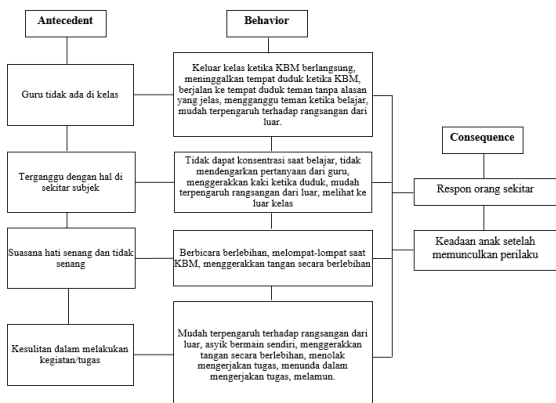 Antecedent
Guru tidak ada di kelas
Terganggu dengan hal di
sekitar subjek
Suasana hati senang dan tidak
senang
Kesulitan dalam melakukan
kegiatan/tugas
Behavior
Keluar kelas ketika KBM berlangsung,
meninggalkan tempat duduk ketika KBM,
berjalan ke tempat duduk teman tanpa alasan
yang jelas, mengganggu teman ketika belajar,
mudah terpengaruh terhadap rangsangan dari
luar.
Tidak dapat konsentrasi saat belajar, tidak
mendengarkan pertanyaan dari guru,
menggerakkan kaki ketika duduk, mudah
terpengaruh rangsangan dari luar, melihat ke
luar kelas
Berbicara berlebihan, melompat-lompat saat
KBM, menggerakkan tangan secara berlebihan
Mudah terpengaruh terhadap rangsangan dari
luar, asyik bermain sendiri, menggerakkan
tangan secara berlebihan, menolak
mengerjakan tugas, menunda dalam
mengerjakan tugas, melamun.
Consequence
Respon orang sekitar
Keadaan anak setelah
memunculkan perilaku